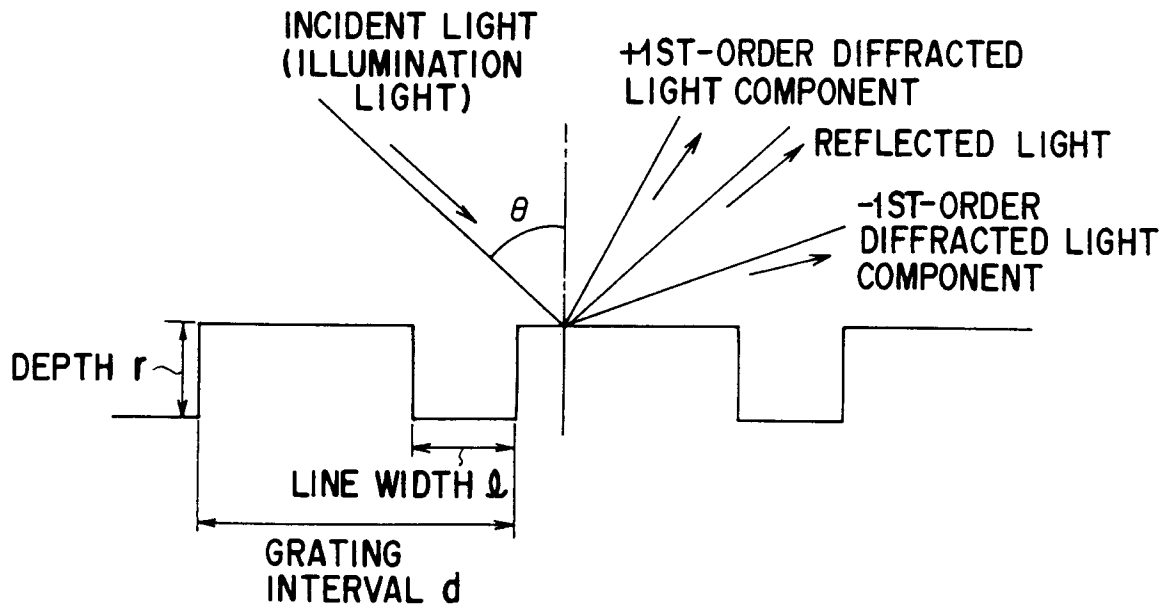 INCIDENT LIGHT
(ILLUMINATION
LIGHT)
+1ST-ORDER DIFFRACTED
LIGHT COMPONENT
REFLECTED LIGHT
θ
-1ST-ORDER
DIFFRACTED LIGHT
COMPONENT
DEPTH r
LINE WIDTH ℓ
GRATING
INTERVAL d